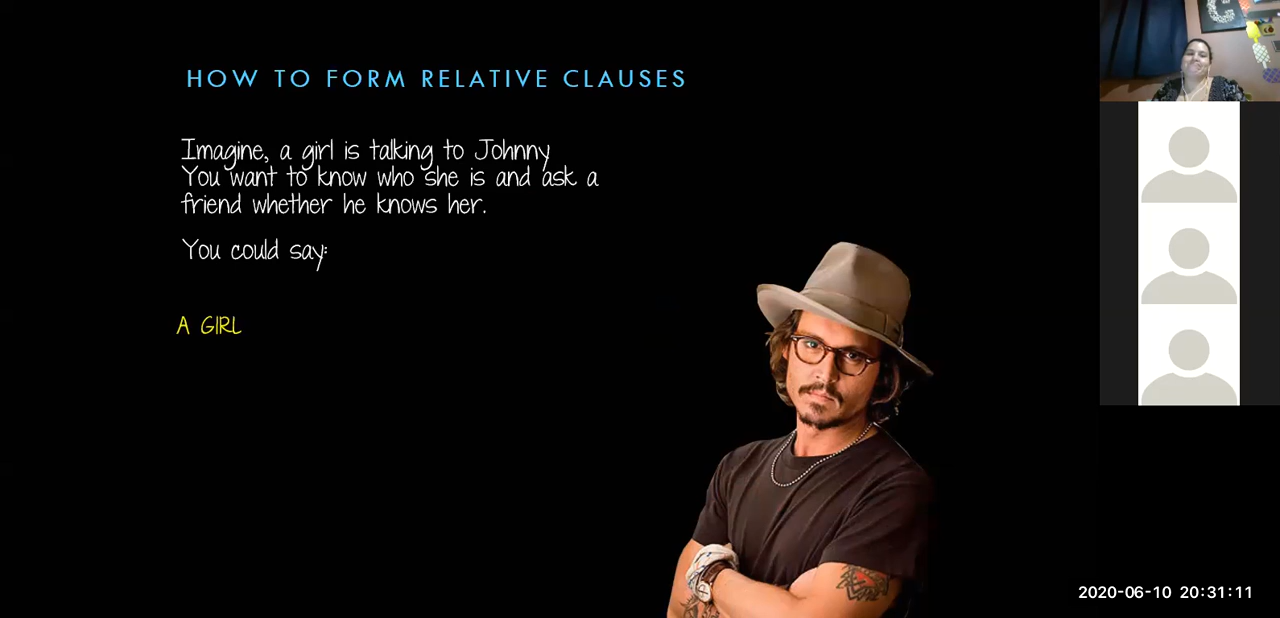 HOW TO FORM RELATIVE CLAUSES
Imagine, a girl is talking to Johnny
You want to know who she is and ask a
friend whether he knows her.
You could say:
A GIRL
2020-06-10 20:31:11